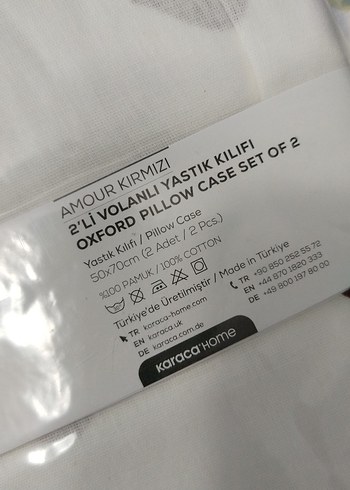 AMOUR KIRMIZI
2'Lİ VOLANLI YASTIK KILIFI
OXFORD PILLOW CASE SET OF 2
Yastık Kılıfı / Pillow Case
50x70cm (2 Adet / 2 Pcs.)
%100 PAMUK / 100% COTTON
Türkiye'de Üretilmiştir / Made in Türkiye
TR karaca-home.com
EN karaca.uk
DE karaca.com.de
TR +90 850 252 55 72
EN +44 870 1820 333
DE +49 800 197 80 00
karaca HOME